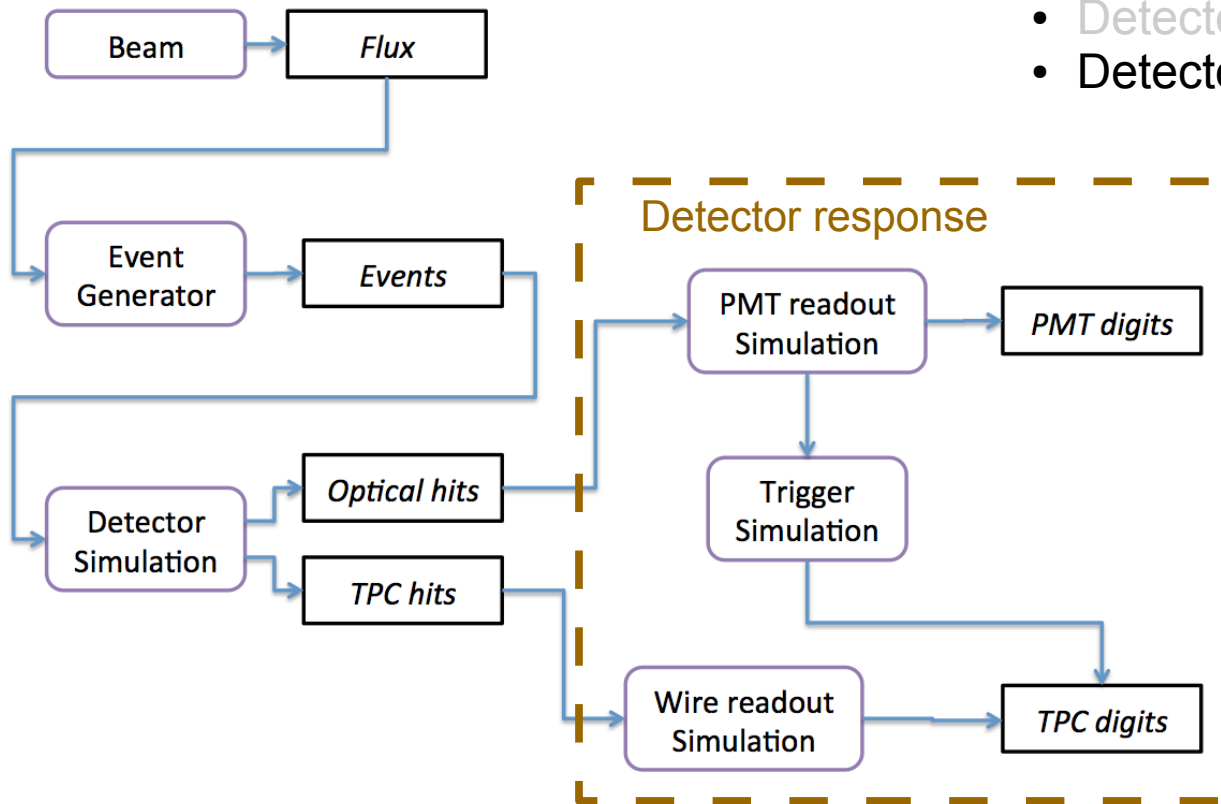 Beam
Flux
Event
Generator
Events
Detector
Simulation
Optical hits
TPC hits
Detector response
PMT readout
Simulation
PMT digits
Trigger
Simulation
Wire readout
Simulation
TPC digits